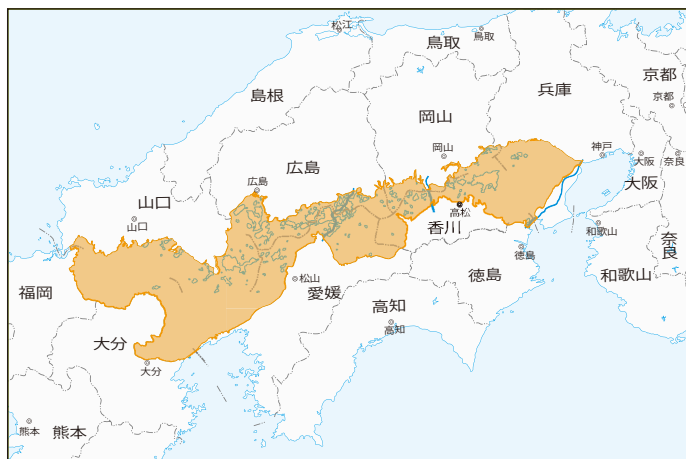 松江
鳥取
鳥取
島根
兵庫
京都
京都
岡山
岡山
広島
広島
神戸
大阪
奈良
大阪
山口
山口
高松
香川
和歌山
奈良
徳島
徳島
和歌山
松山
愛媛
福岡
高知
高知
大分
大分
熊本
熊本